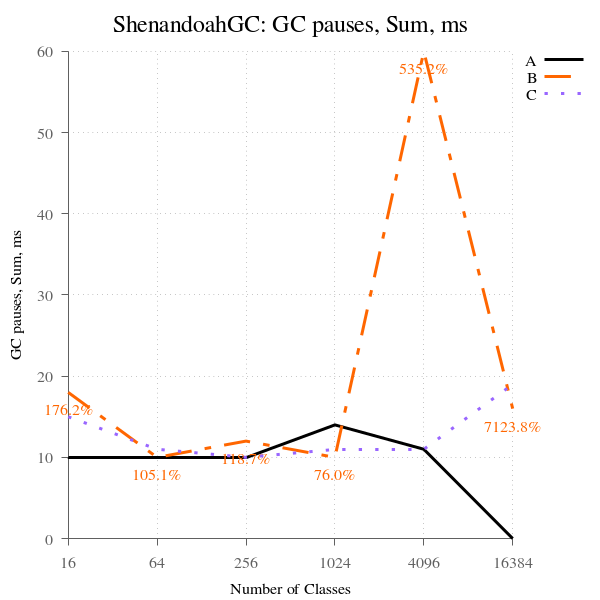 ShenandoahGC: GC pauses, Sum, ms
A
B
C
60
50
40
30
20
10
0
GC pauses, Sum, ms
535.2%
176.2%
105.1%
118.7%
76.0%
7123.8%
16 64 256 1024 4096 16384
Number of Classes